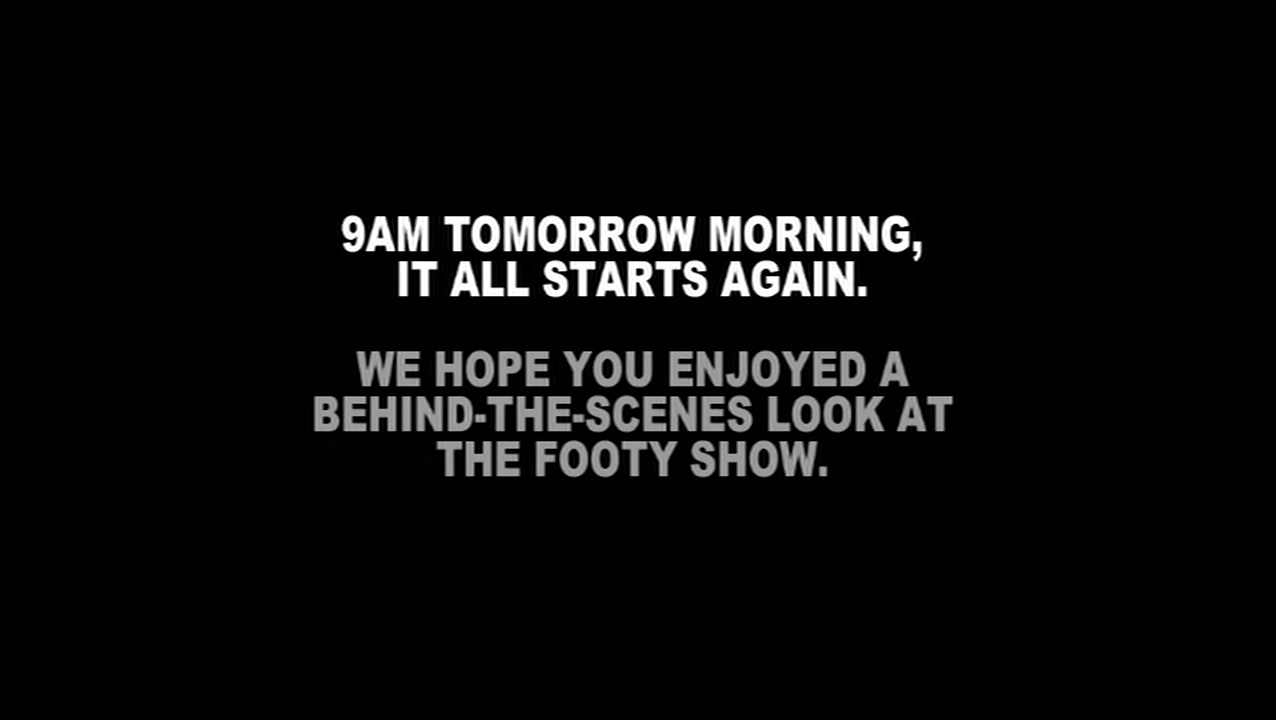 9AM TOMORROW MORNING,
IT ALL STARTS AGAIN.
WE HOPE YOU ENJOYED A
BEHIND-THE-SCENES LOOK AT
THE FOOTY SHOW.